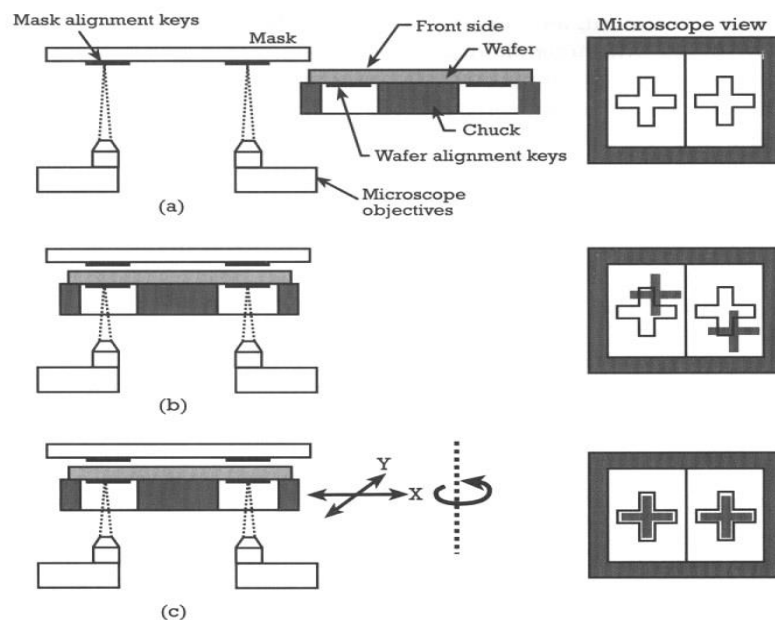 Mask alignment keys
Mask
Front side
Wafer
Microscope view
Chuck
Wafer alignment keys
Microscope
objectives
(a)
(b)
Y
X
(c)